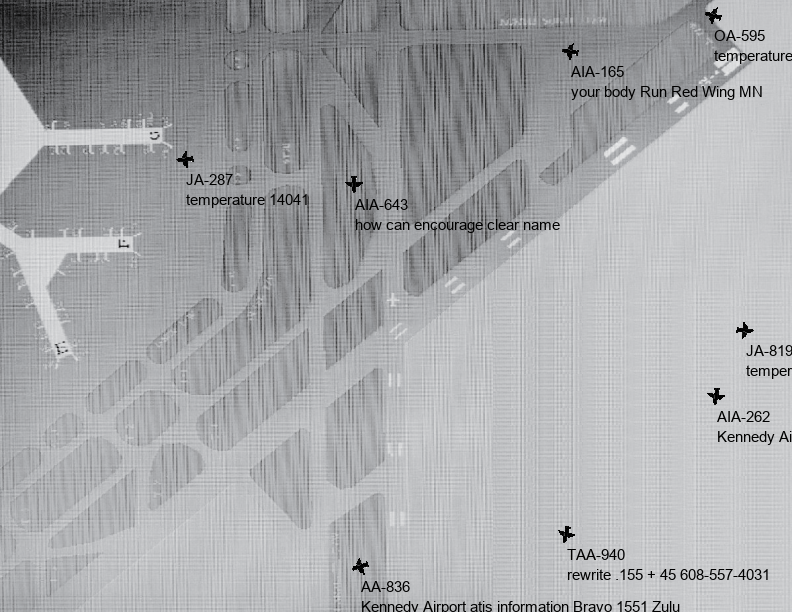 OA-595
temperature
AIA-165
your body Run Red Wing MN
JA-287
temperature 14041
AIA-643
how can encourage clear name
JA-819
temper
AIA-262
Kennedy Ai
TAA-940
rewrite .155 + 45 608-557-4031
AA-836
Kennedy Airport atis information Bravo 1551 Zulu